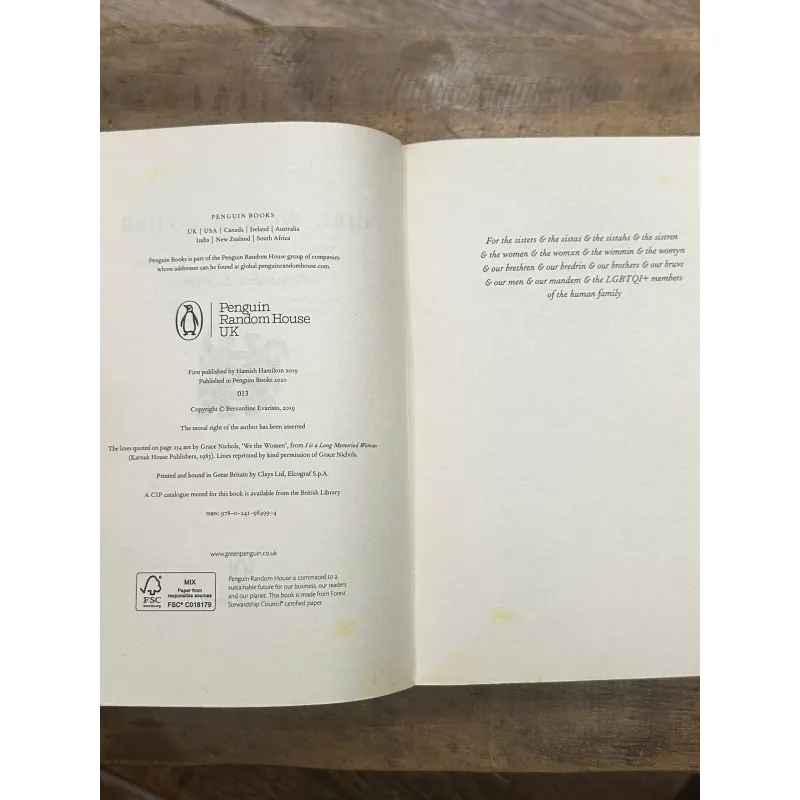 PENGUIN BOOKS
UK | USA | Canada | Ireland | Australia
India | New Zealand | South Africa
Penguin Books is part of the Penguin Random House group of companies
whose addresses can be found at global.penguinrandomhouse.com.
Penguin
Random House
UK
First published by Hamish Hamilton 2019
Published in Penguin Books 2020
013
Copyright © Bernardine Evaristo, 2019
The moral right of the author has been asserted
The lines quoted on page 254 are by Grace Nichols, 'We the Women', from I is a Long Memoried Woman
(Karnak House Publishers, 1983). Lines reprinted by kind permission of Grace Nichols.
Printed and bound in Great Britain by Clays Ltd, Elcograf S.p.A.
A CIP catalogue record for this book is available from the British Library
ISBN: 978-0-241-98499-4
www.greenpenguin.co.uk
FSC
www.fsc.org
MIX
Paper from
responsible sources
FSC® C018179
Penguin Random House is committed to a
sustainable future for our business, our readers
and our planet. This book is made from Forest
Stewardship Council® certified paper.
For the sisters & the sistas & the sistahs & the sistren
& the women & the womxn & the wimmin & the womyn
& our brethren & our bredrin & our brothers & our bruvs
& our men & our mandem & the LGBTQI+ members
of the human family